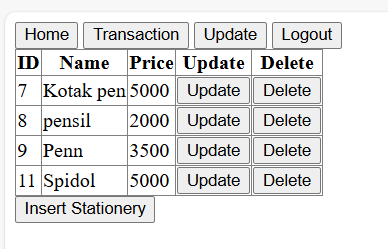 Home Transaction Update Logout
ID Name Price Update Delete
7 Kotak pen 5000 Update Delete
8 pensil 2000 Update Delete
9 Penn 3500 Update Delete
11 Spidol 5000 Update Delete
Insert Stationery